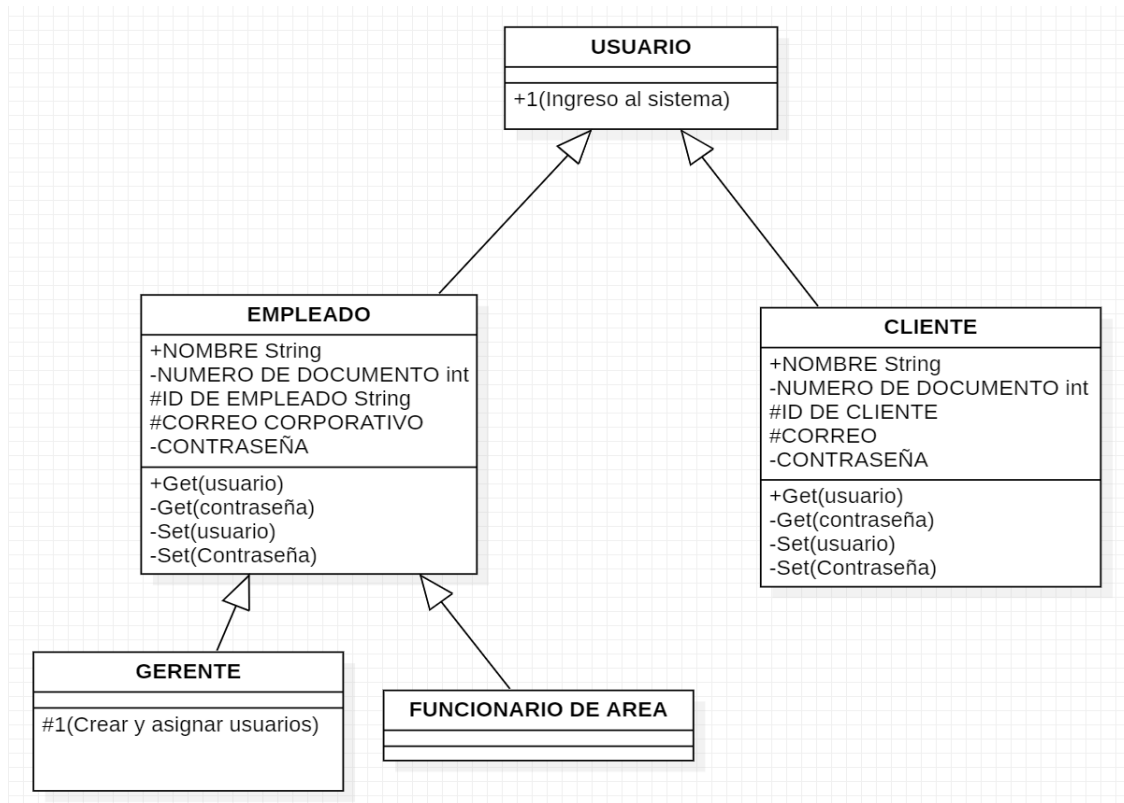 USUARIO
+1(Ingreso al sistema)
EMPLEADO
+NOMBRE String
-NUMERO DE DOCUMENTO int
#ID DE EMPLEADO String
#CORREO CORPORATIVO
-CONTRASEÑA
+Get(usuario)
-Get(contraseña)
-Set(usuario)
-Set(Contraseña)
CLIENTE
+NOMBRE String
-NUMERO DE DOCUMENTO int
#ID DE CLIENTE
#CORREO
-CONTRASEÑA
+Get(usuario)
-Get(contraseña)
-Set(usuario)
-Set(Contraseña)
GERENTE
#1(Crear y asignar usuarios)
FUNCIONARIO DE AREA